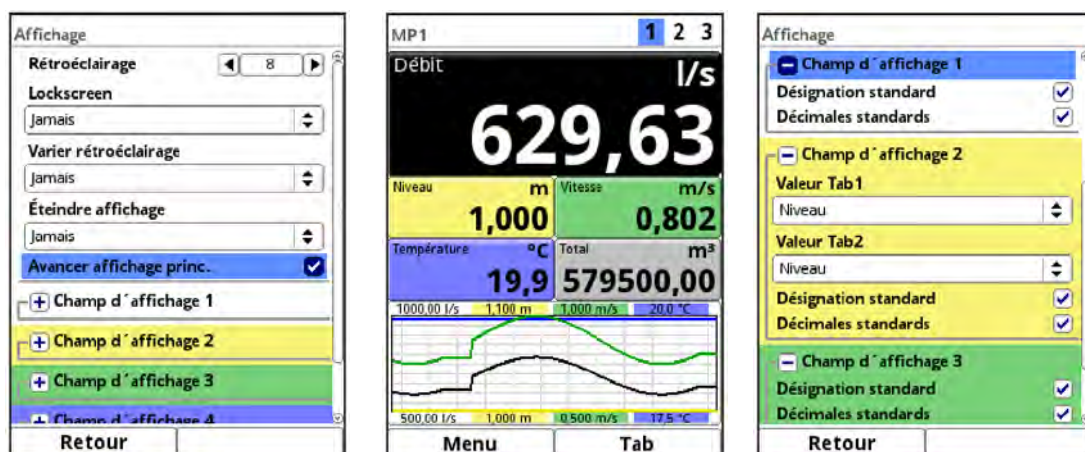 Affichage
Rétroéclairage 8
Lockscreen
Jamais
Varier rétroéclairage
Jamais
Éteindre affichage
Jamais
Avancer affichage princ.
Champ d´affichage 1
Champ d´affichage 2
Champ d´affichage 3
Champ d´affichage 4
Retour
MP1 1 2 3
Débit l/s
629,63
Niveau m Vitesse m/s
1,000 0,802
Température °C Total m³
19,9 579500,00
1000,00 l/s 1,100 m 1,000 m/s 20,0 °C
500,00 l/s 1,000 m 0,500 m/s 17,5 °C
Menu Tab
Affichage
Champ d´affichage 1
Désignation standard
Décimales standards
Champ d´affichage 2
Valeur Tab1
Niveau
Valeur Tab2
Niveau
Désignation standard
Décimales standards
Champ d´affichage 3
Désignation standard
Décimales standards
Retour